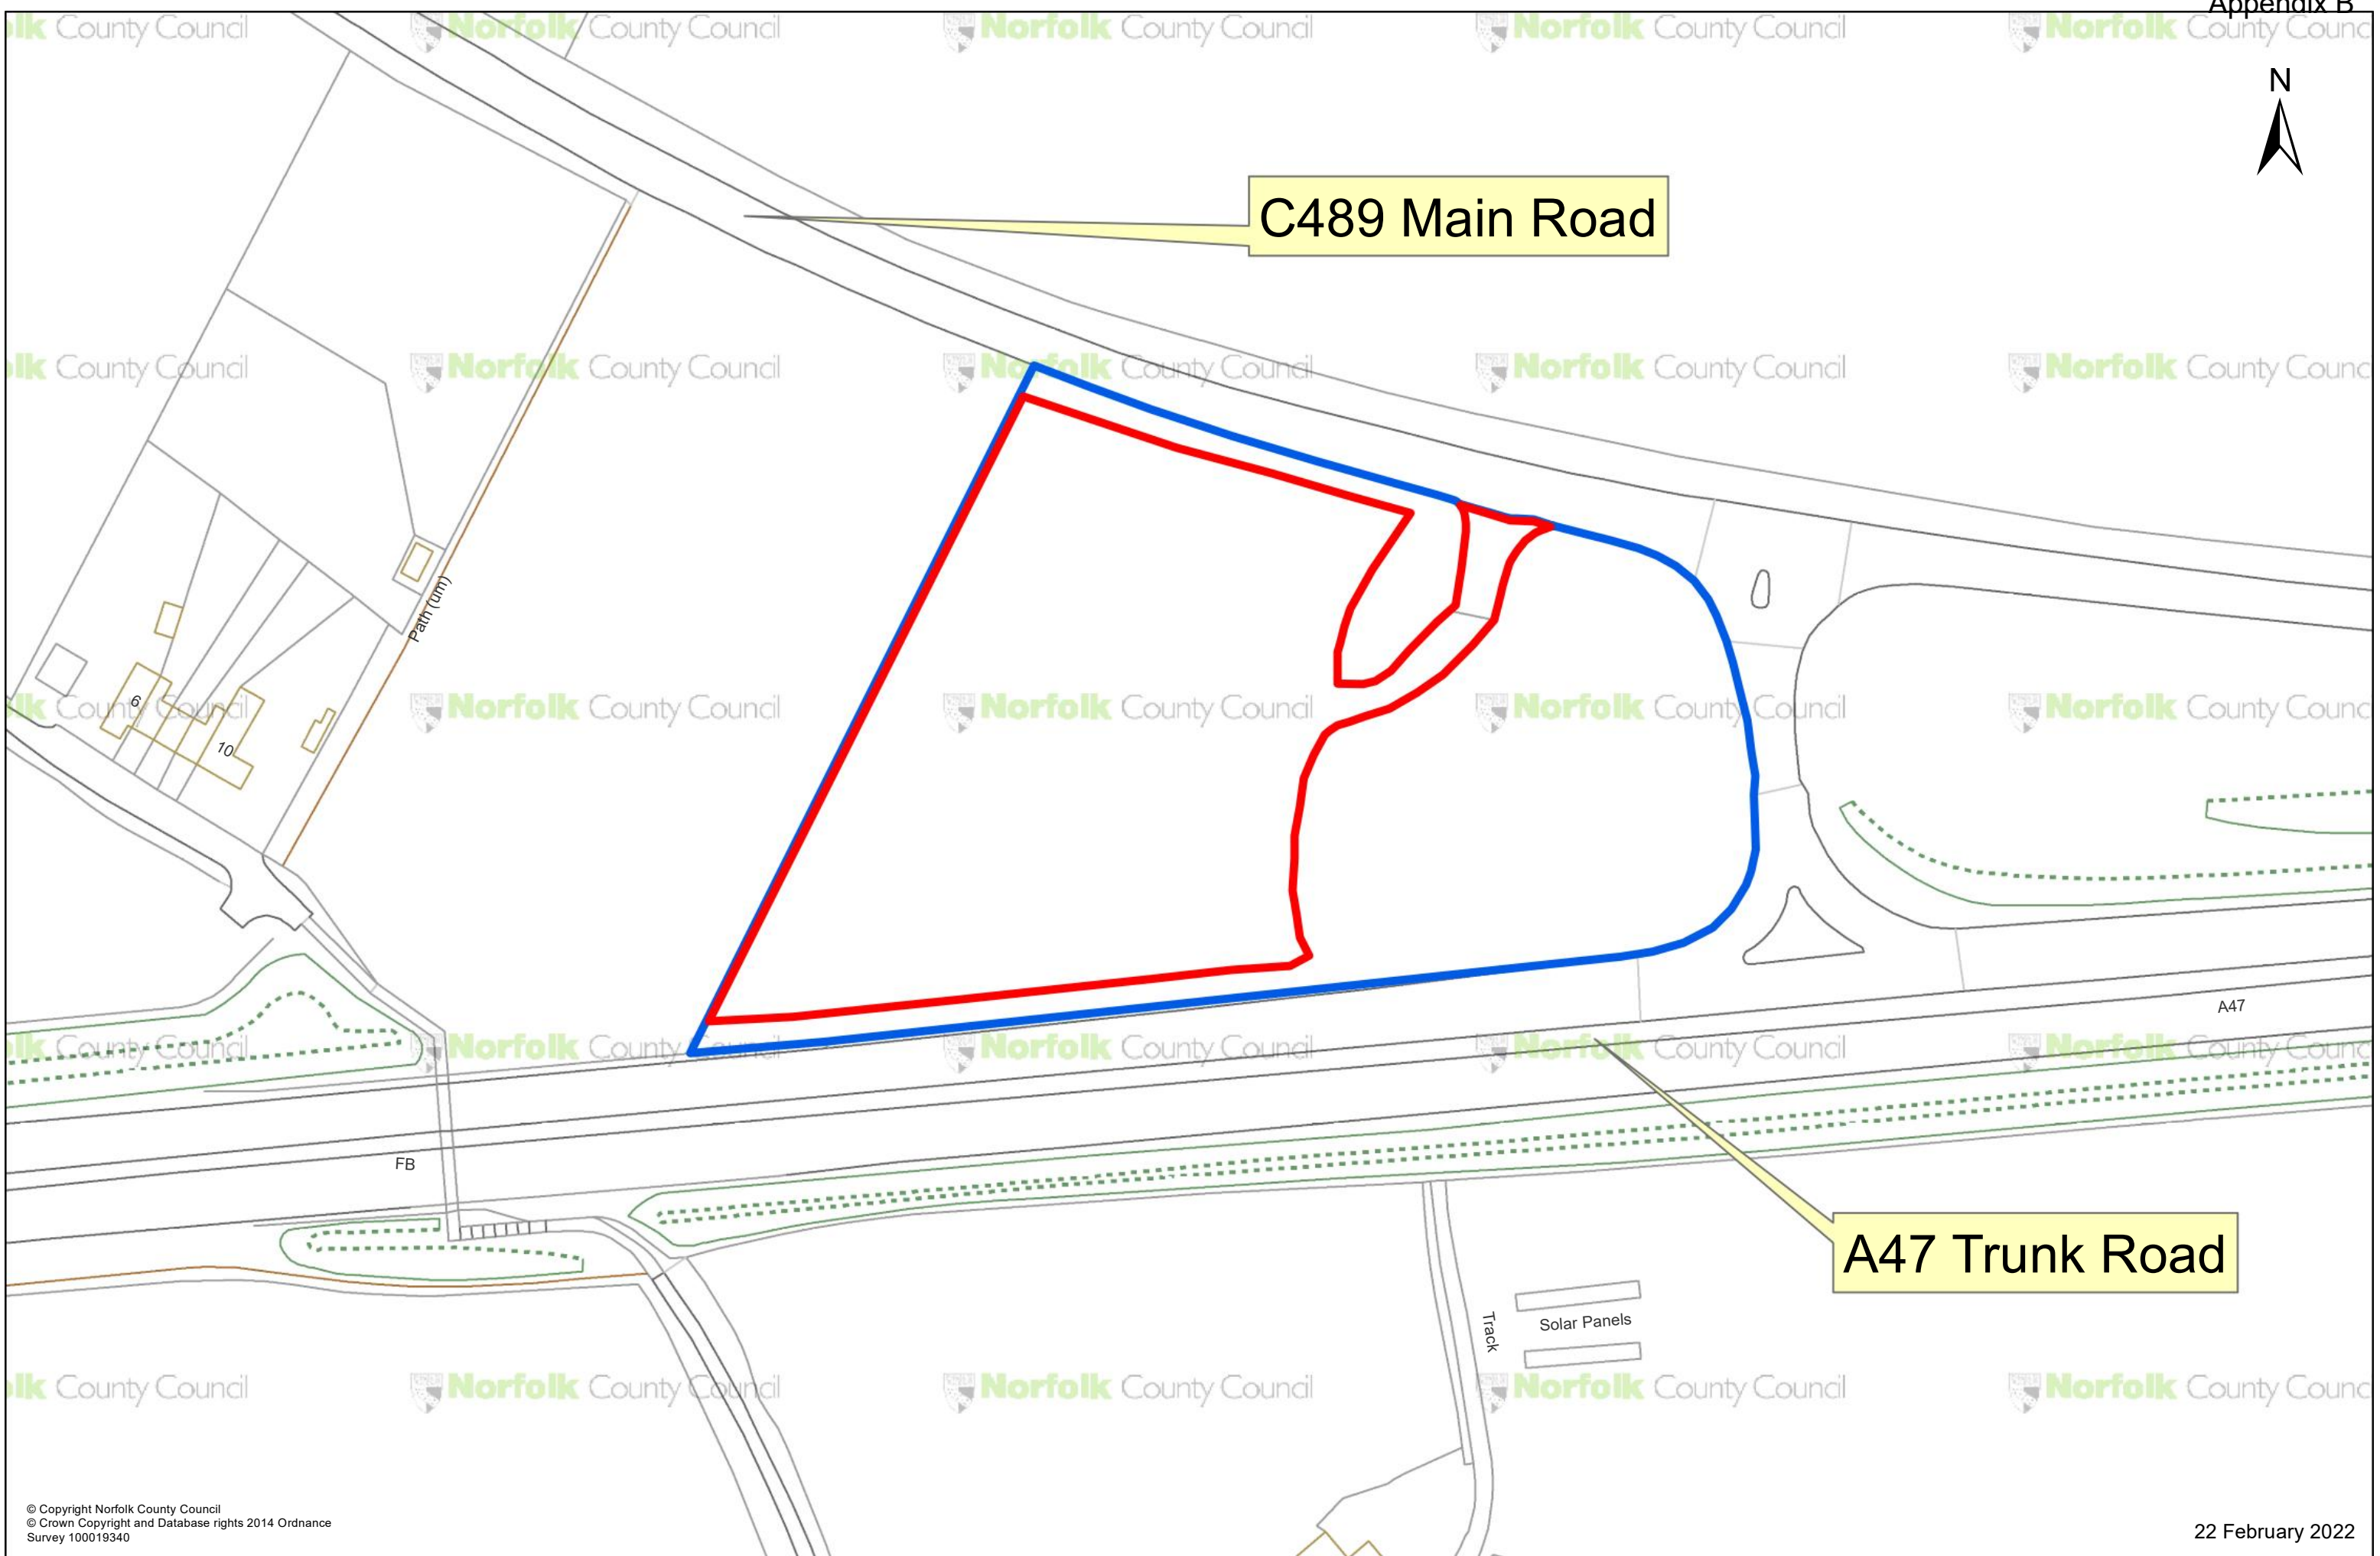 Appendix B
Norfolk County Council
N
C489 Main Road
Path (um)
6
10
A47
FB
A47 Trunk Road
Track
Solar Panels
© Copyright Norfolk County Council
© Crown Copyright and Database rights 2014 Ordnance
Survey 100019340
22 February 2022